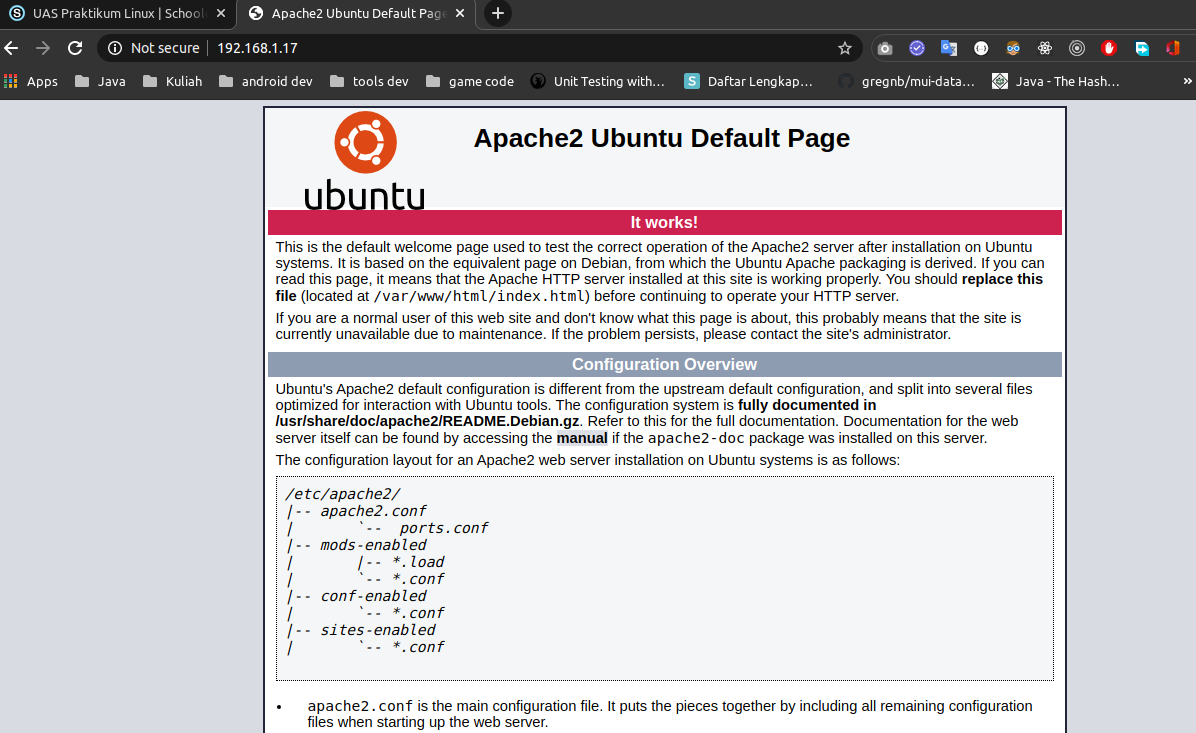 UAS Praktikum Linux | Schoolo
Apache2 Ubuntu Default Page
Not secure
192.168.1.17
Apps
Java
Kuliah
android dev
tools dev
game code
Unit Testing with...
Daftar Lengkap...
gregnb/mui-data...
Java - The Hash...
»
ubuntu
Apache2 Ubuntu Default Page
It works!
This is the default welcome page used to test the correct operation of the Apache2 server after installation on Ubuntu
systems. It is based on the equivalent page on Debian, from which the Ubuntu Apache packaging is derived. If you can
read this page, it means that the Apache HTTP server installed at this site is working properly. You should replace this
file (located at /var/www/html/index.html) before continuing to operate your HTTP server.
If you are a normal user of this web site and don't know what this page is about, this probably means that the site is
currently unavailable due to maintenance. If the problem persists, please contact the site's administrator.
Configuration Overview
Ubuntu's Apache2 default configuration is different from the upstream default configuration, and split into several files
optimized for interaction with Ubuntu tools. The configuration system is fully documented in
/usr/share/doc/apache2/README.Debian.gz. Refer to this for the full documentation. Documentation for the web
server itself can be found by accessing the manual if the apache2-doc package was installed on this server.
The configuration layout for an Apache2 web server installation on Ubuntu systems is as follows:
/etc/apache2/
|-- apache2.conf
|       `--  ports.conf
|-- mods-enabled
|       |-- *.load
|       `-- *.conf
|-- conf-enabled
|       `-- *.conf
|-- sites-enabled
|       `-- *.conf
• apache2.conf is the main configuration file. It puts the pieces together by including all remaining configuration
files when starting up the web server.